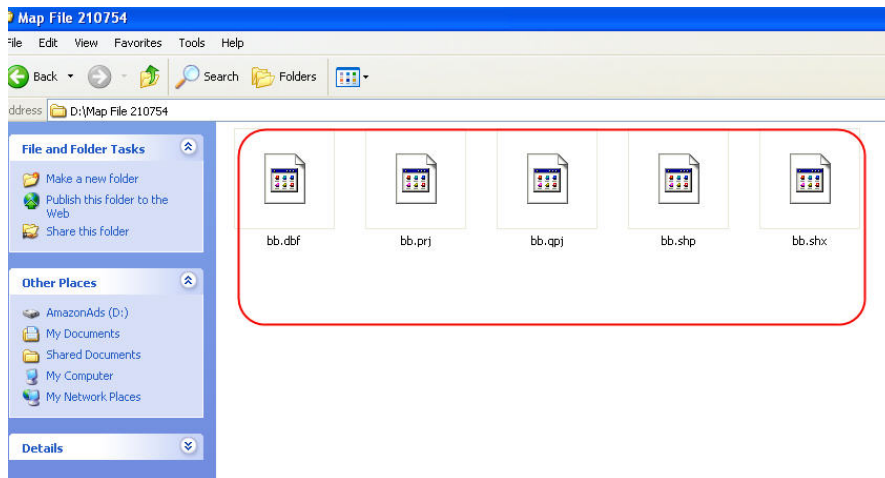 Map File 210754
File Edit View Favorites Tools Help
Back Search Folders
ddress D:\Map File 210754
File and Folder Tasks
Make a new folder
Publish this folder to the
Web
Share this folder
Other Places
AmazonAds (D:)
My Documents
Shared Documents
My Computer
My Network Places
Details
bb.dbf bb.prj bb.qpj bb.shp bb.shx